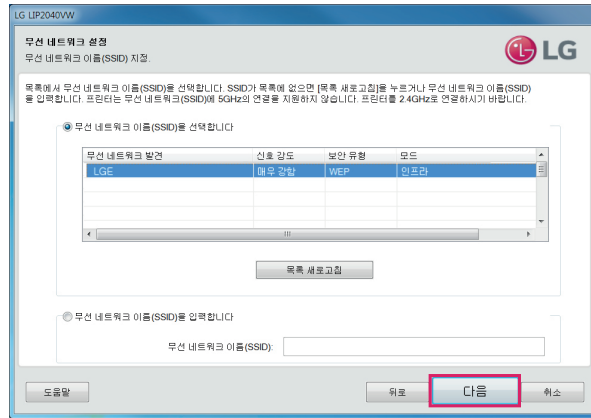 LG LIP2040VW
무선 네트워크 설정
무선 네트워크 이름(SSID) 지정.
LG
목록에서 무선 네트워크 이름(SSID)을 선택합니다. SSID가 목록에 없으면 [목록 새로고침]을 누르거나 무선 네트워크 이름(SSID)
을 입력합니다. 프린터는 무선 네트워크(SSID)에 5GHz의 연결을 지원하지 않습니다. 프린터를 2.4GHz로 연결하시기 바랍니다.
무선 네트워크 이름(SSID)을 선택합니다
무선 네트워크 발견 신호 강도 보안 유형 모드
LGE 매우 강함 WEP 인프라
목록 새로고침
무선 네트워크 이름(SSID)을 입력합니다
무선 네트워크 이름(SSID):
도움말 뒤로 다음 취소